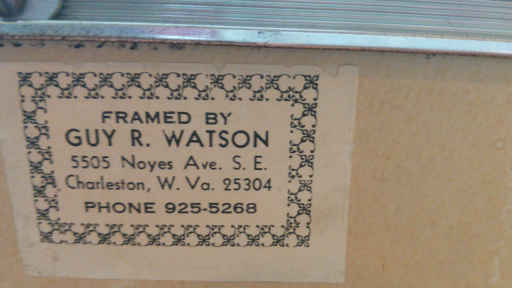 FRAMED BY
GUY R. WATSON
5505 Noyes Ave. S. E.
Charleston, W. Va. 25304
PHONE 925-5268